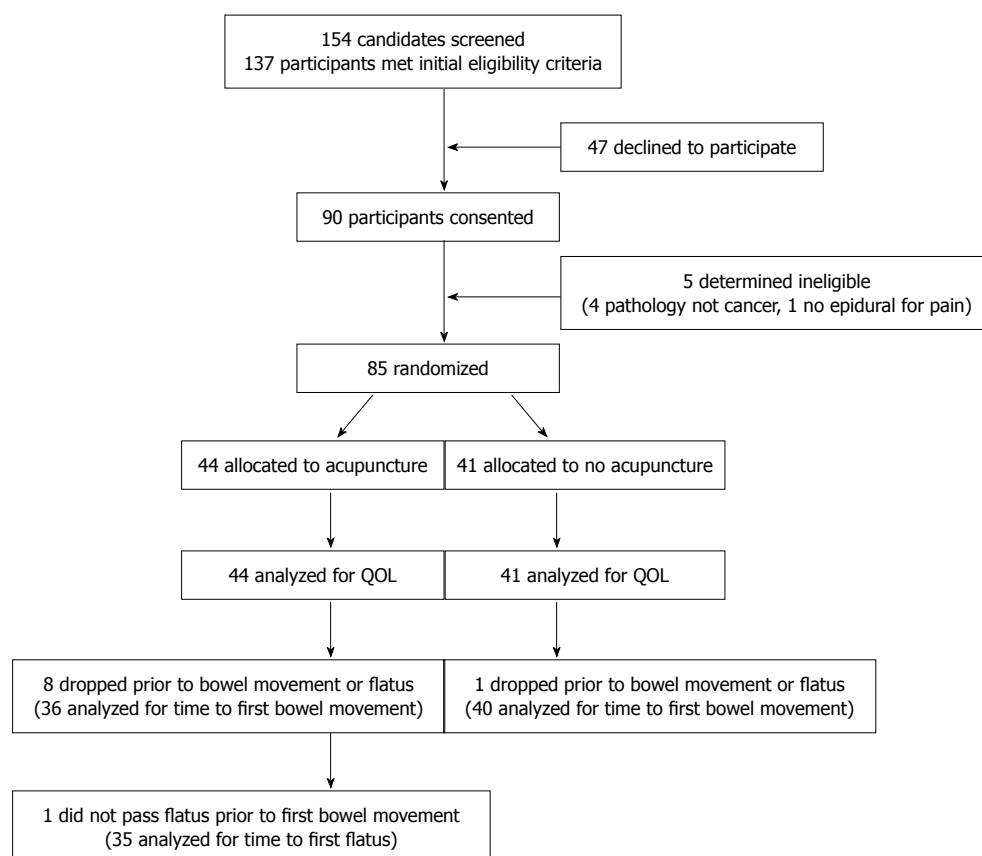 154 candidates screened
137 participants met initial eligibility criteria
47 declined to participate
90 participants consented
5 determined ineligible
(4 pathology not cancer, 1 no epidural for pain)
85 randomized
44 allocated to acupuncture
41 allocated to no acupuncture
44 analyzed for QOL
41 analyzed for QOL
8 dropped prior to bowel movement or flatus
(36 analyzed for time to first bowel movement)
1 dropped prior to bowel movement or flatus
(40 analyzed for time to first bowel movement)
1 did not pass flatus prior to first bowel movement
(35 analyzed for time to first flatus)